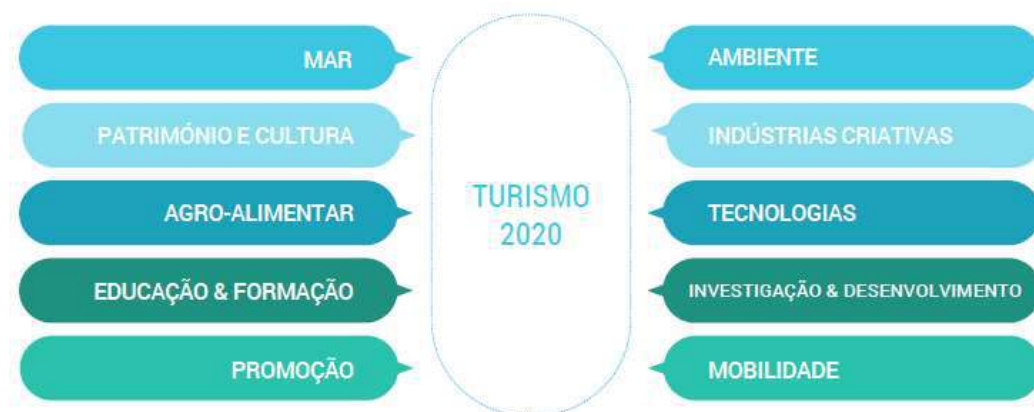 MAR
PATRIMÓNIO E CULTURA
AGRO-ALIMENTAR
EDUCAÇÃO & FORMAÇÃO
PROMOÇÃO
TURISMO
2020
AMBIENTE
INDÚSTRIAS CRIATIVAS
TECNOLOGIAS
INVESTIGAÇÃO & DESENVOLVIMENTO
MOBILIDADE